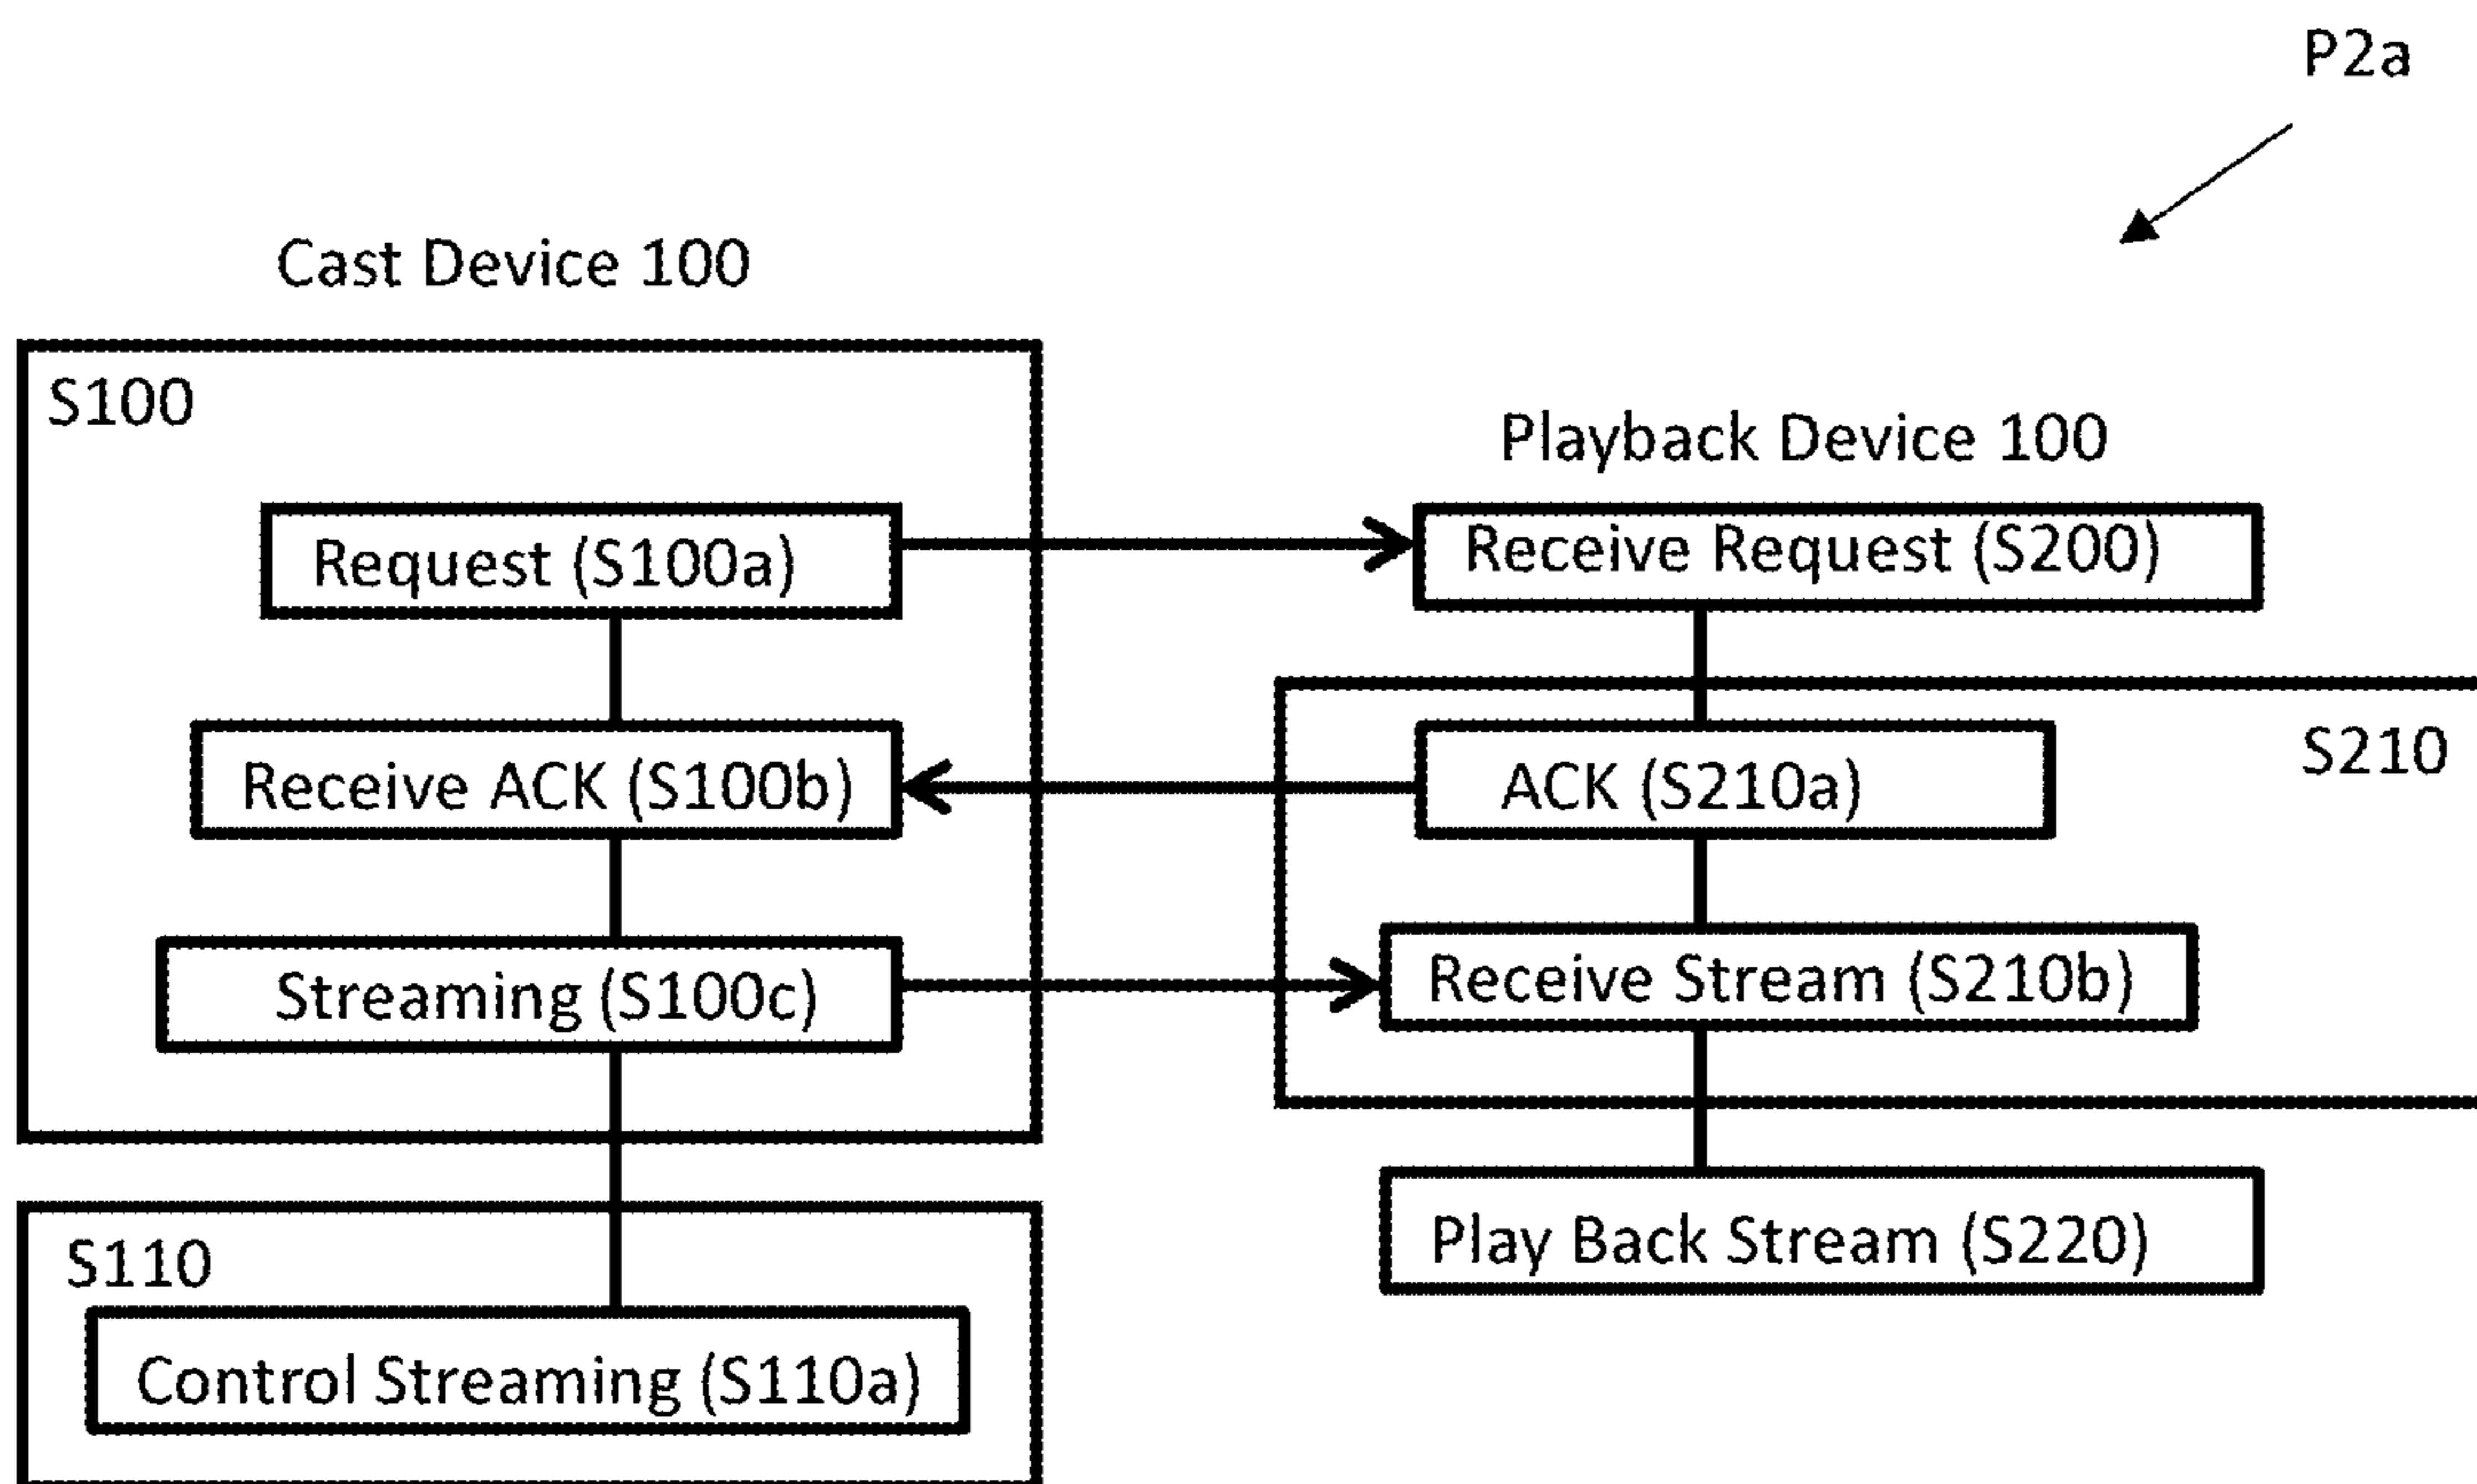 P2a
Cast Device 100
S100
Playback Device 100
Request (S100a)
Receive Request (S200)
Receive ACK (S100b)
ACK (S210a)
S210
Streaming (S100c)
Receive Stream (S210b)
S110
Play Back Stream (S220)
Control Streaming (S110a)